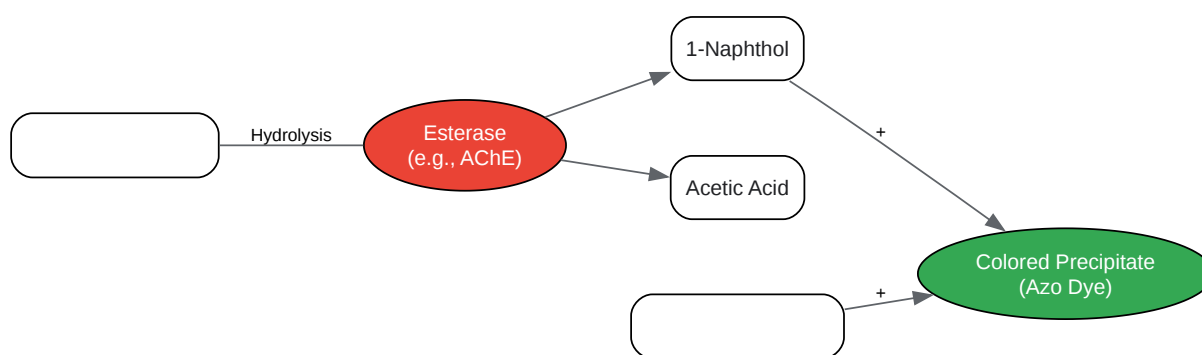 1-Naphthol
Hydrolysis
Esterase
(e.g., AChE)
+
Acetic Acid
Colored Precipitate
(Azo Dye)
+